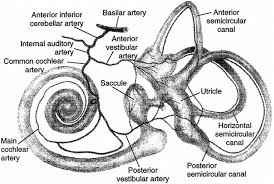 Basilar artery
Anterior inferior
cerebellar artery
Anterior
semicircular
canal
Internal auditory
artery
Anterior
vestibular
artery
Common cochlear
artery
Saccule
Utricle
Horizontal
semicircular
canal
Main
cochlear
artery
Posterior
vestibular
artery
Posterior
semicircular canal